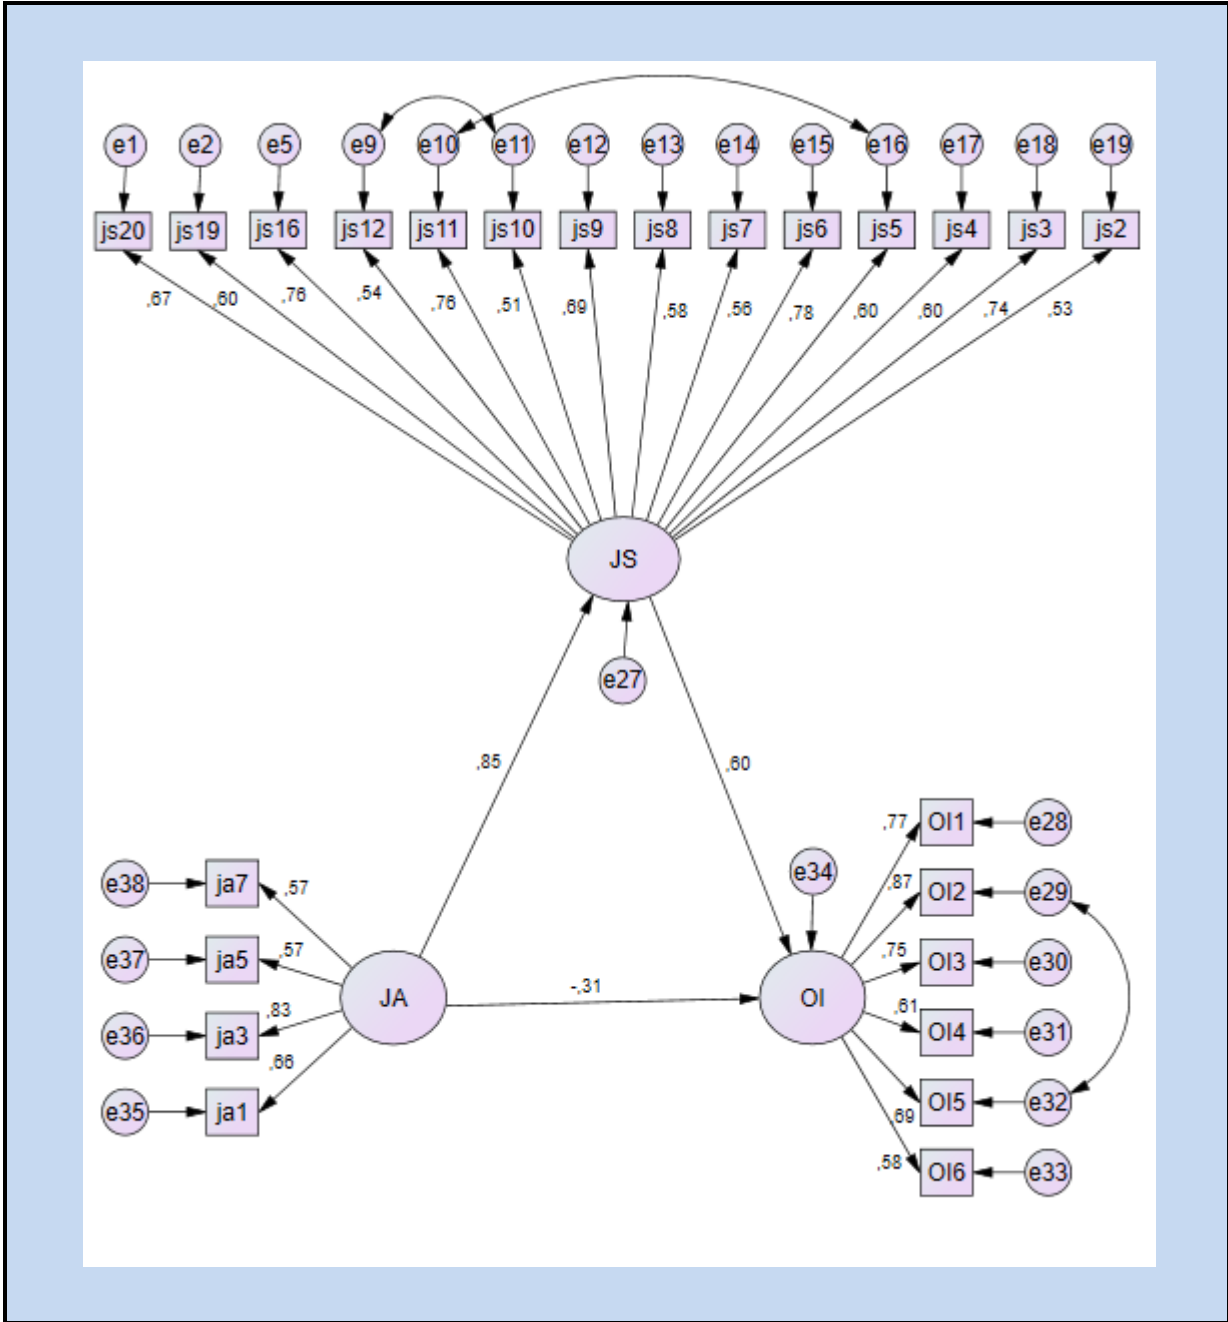 e1 e2 e5 e9 e10 e11 e12 e13 e14 e15 e16 e17 e18 e19
js20 js19 js16 js12 js11 js10 js9 js8 js7 js6 js5 js4 js3 js2
,67 ,60 ,76 ,54 ,76 ,51 ,69 ,58 ,56 ,78 ,60 ,60 ,74 ,53
JS
e27
,85 ,60
,77 OI1 e28
e34
e38 ja7 ,57
,87 OI2 e29
e37 ja5 ,57
,75 OI3 e30
JA -,31 OI
e36 ja3 ,83
,61 OI4 e31
e35 ja1 ,66
,69 OI5 e32
,58 OI6 e33